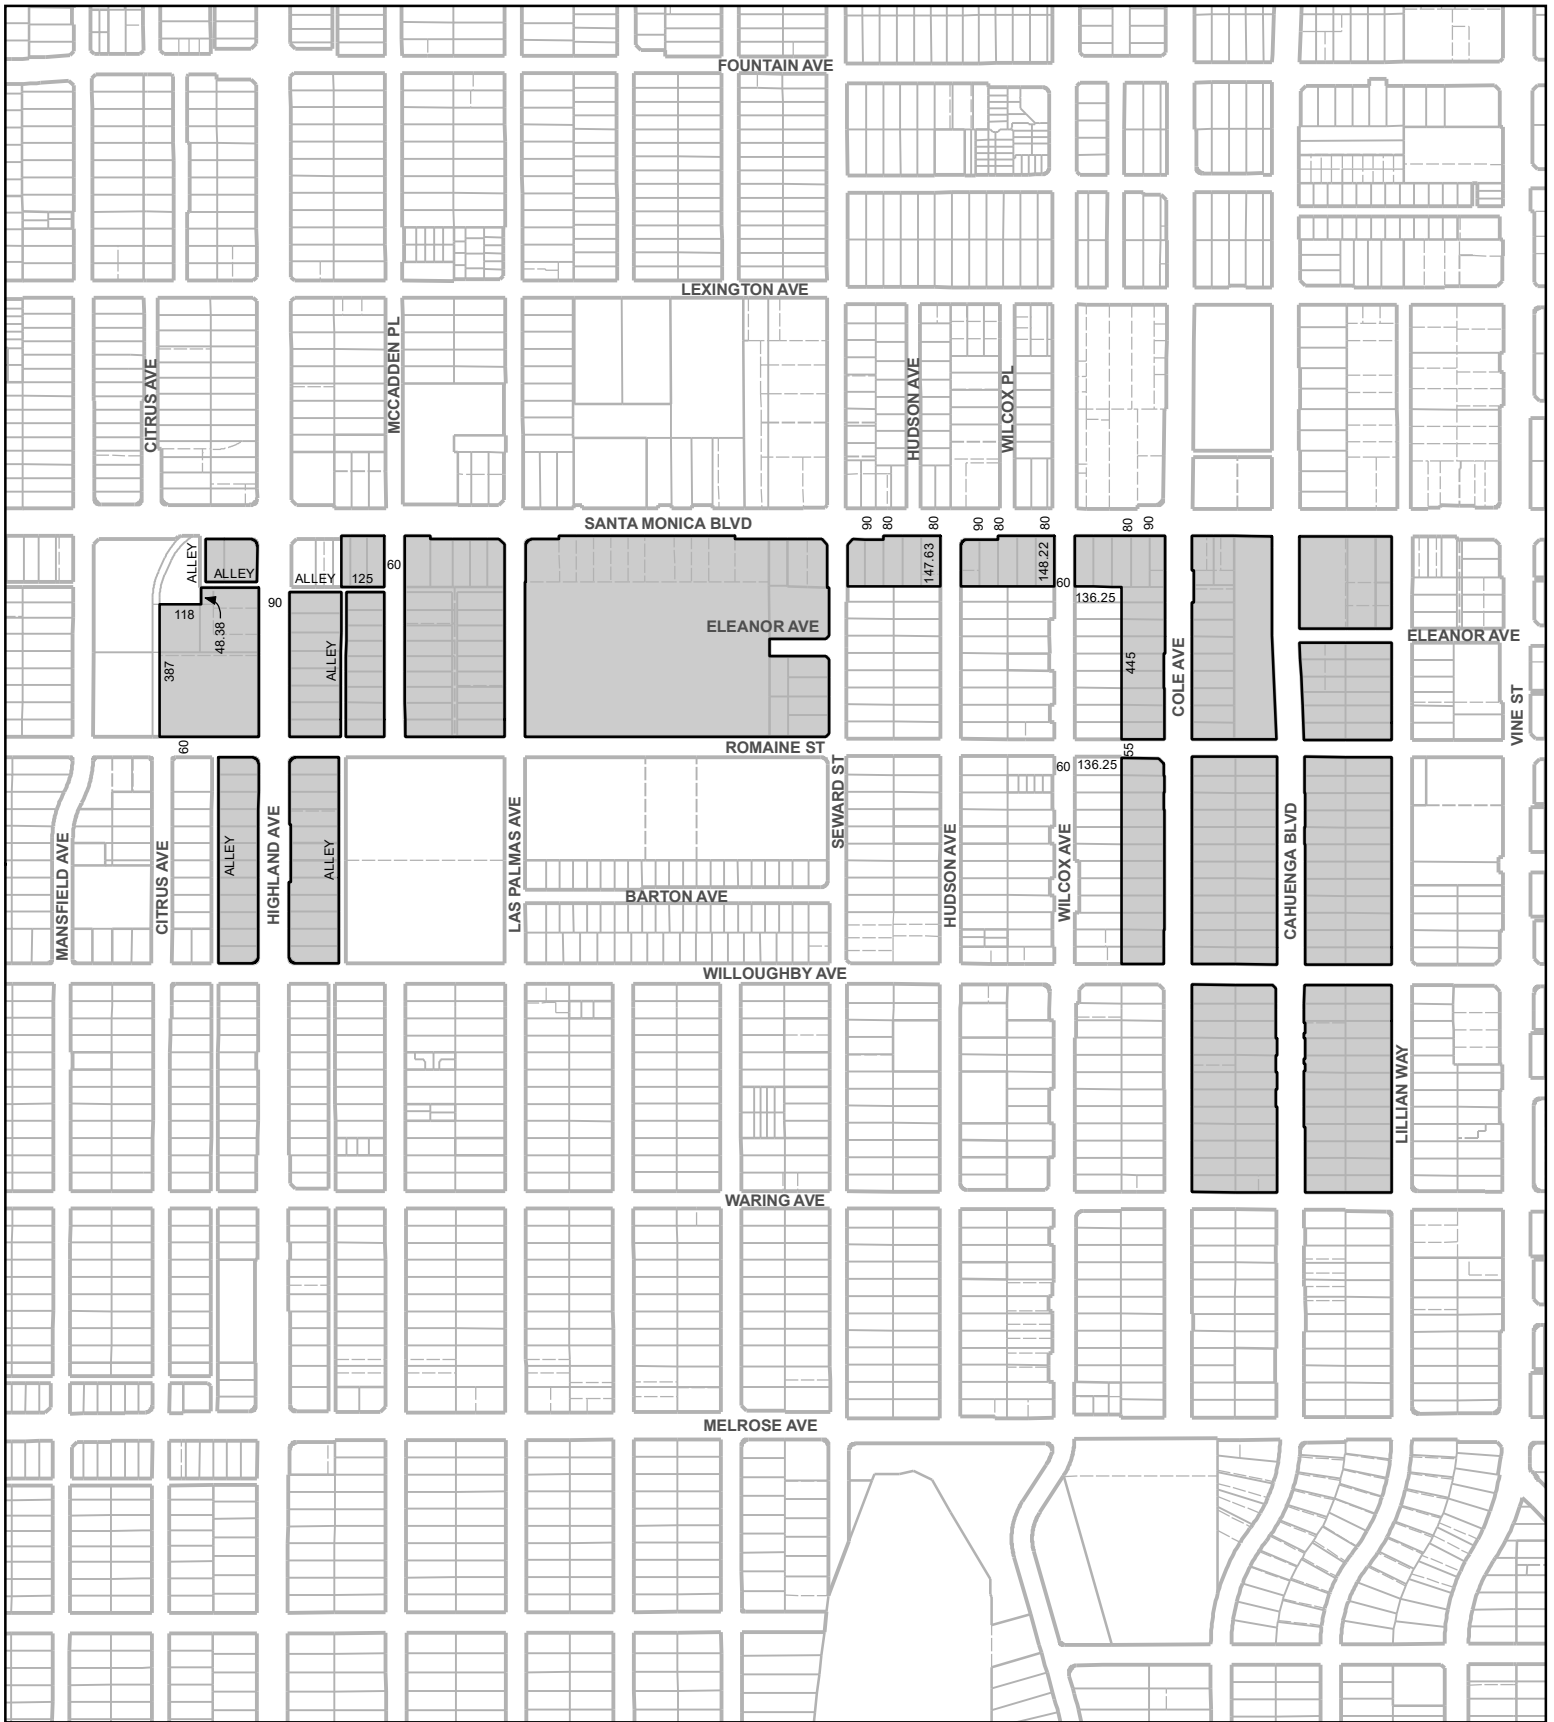 FOUNTAIN AVE
LEXINGTON AVE
CITRUS AVE
MCCADDEN PL
HUDSON AVE
WILCOX PL
SANTA MONICA BLVD
90
80
80
90
80
80
80
90
ALLEY
ALLEY
ALLEY
125
60
147.63
148.22
60
136.25
118
48.38
90
387
ALLEY
ELEANOR AVE
445
COLE AVE
ELEANOR AVE
VINE ST
60
ROMAINE ST
55
60
136.25
MANSFIELD AVE
CITRUS AVE
ALLEY
HIGHLAND AVE
ALLEY
LAS PALMAS AVE
SEWARD ST
BARTON AVE
HUDSON AVE
WILCOX AVE
CAHUENGA BLVD
WILLOUGHBY AVE
LILLIAN WAY
WARING AVE
MELROSE AVE